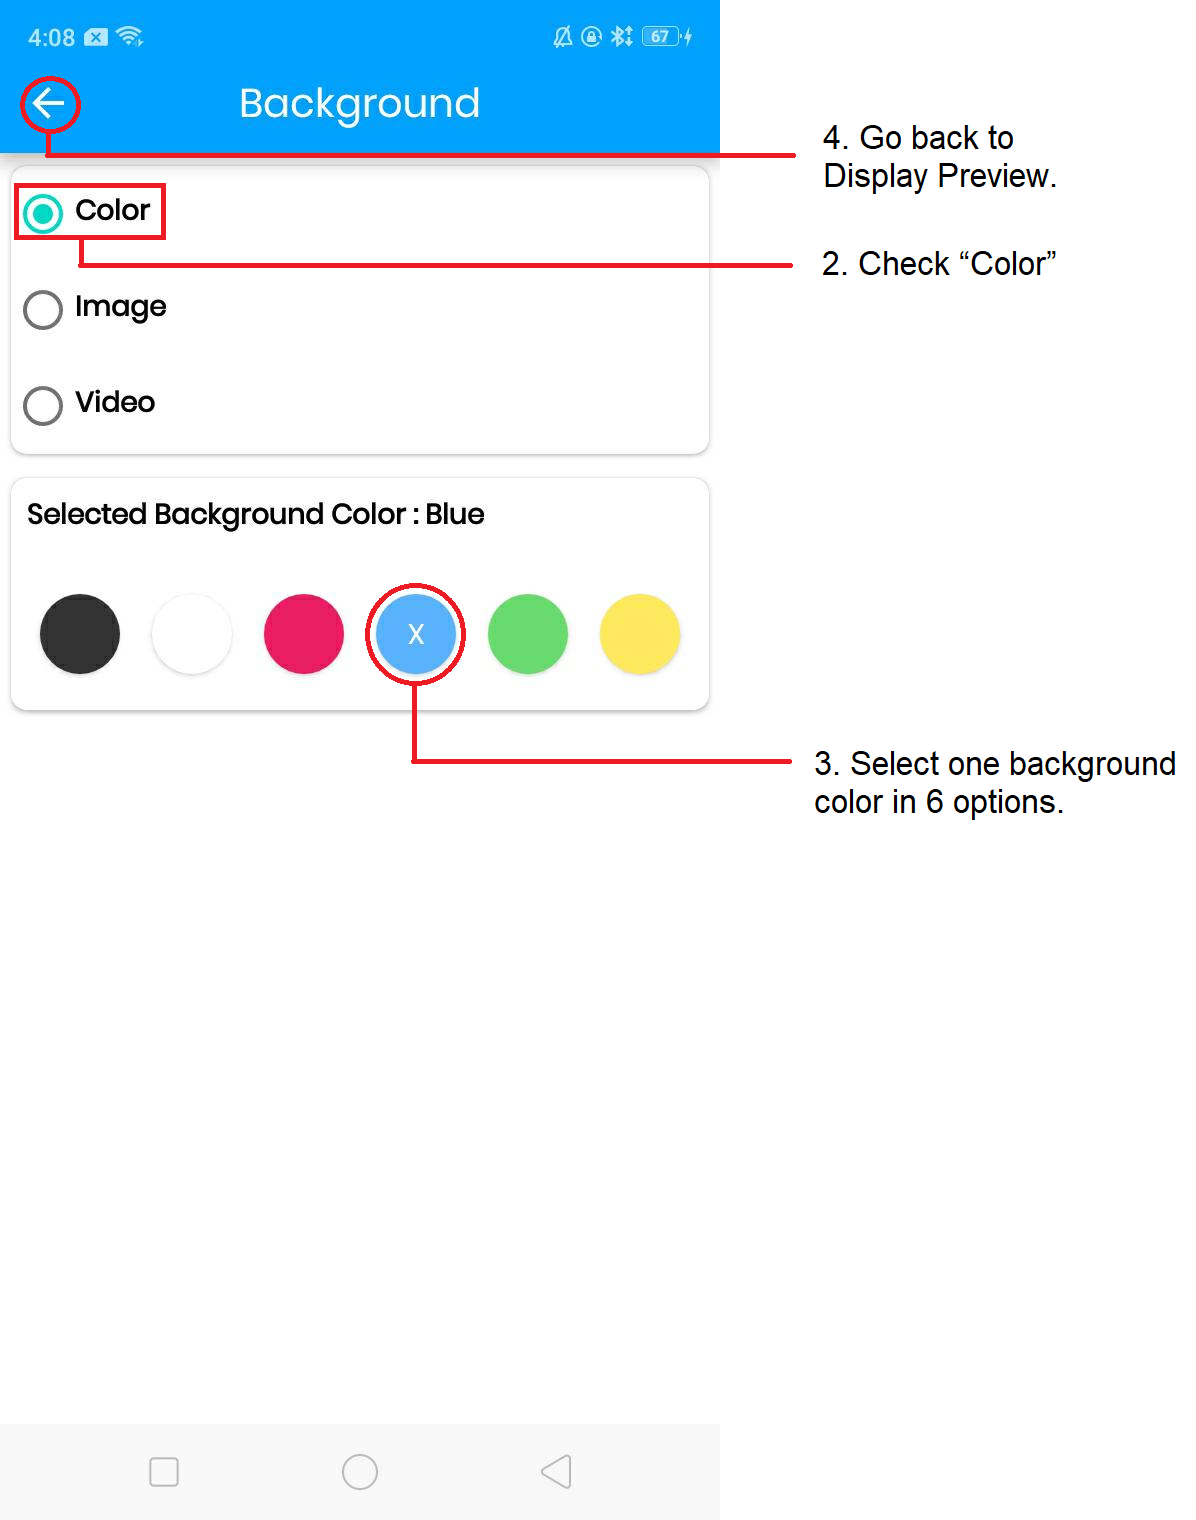 4:08
67
Background
4. Go back to
Display Preview.
Color
2. Check “Color”
Image
Video
Selected Background Color : Blue
X
3. Select one background
color in 6 options.